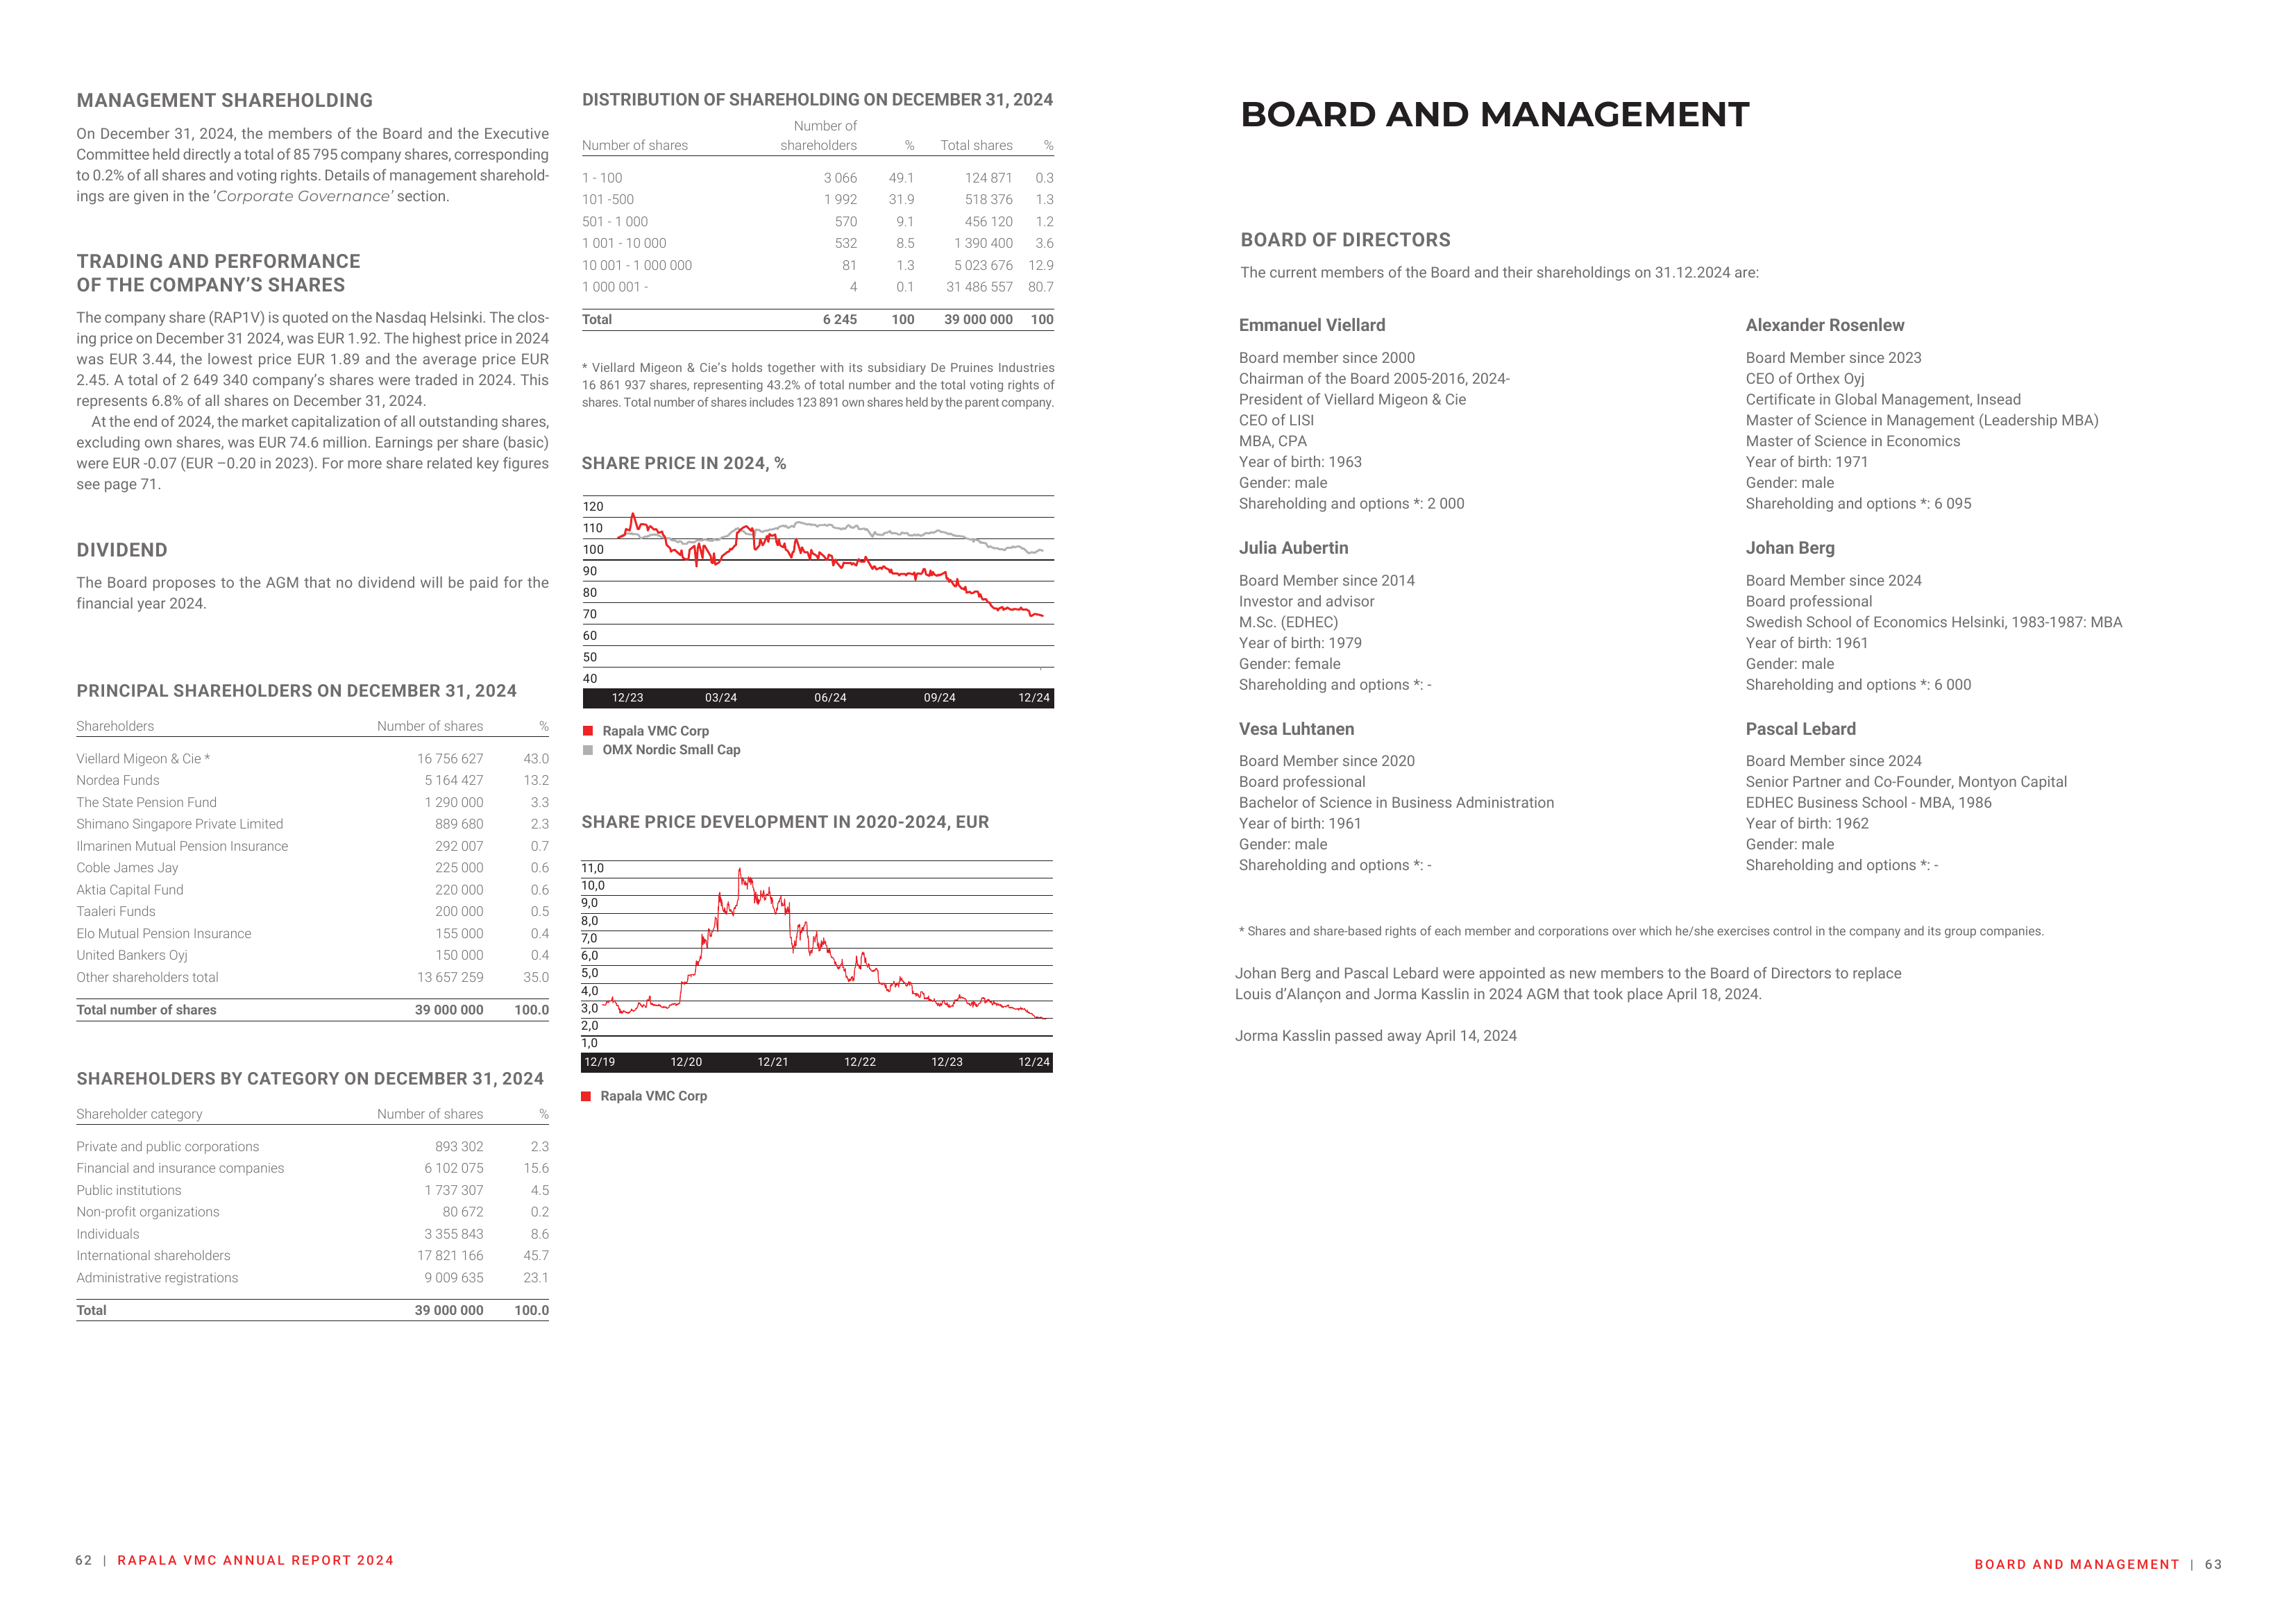 MANAGEMENT SHAREHOLDING
On December 31, 2024, the members of the Board and the Executive
Committee held directly a total of 85 795 company shares, corresponding
to 0.2% of all shares and voting rights. Details of management sharehold-
ings are given in the ‘Corporate Governance’ section.
TRADING AND PERFORMANCE
OF THE COMPANY’S SHARES
The company share (RAP1V) is quoted on the Nasdaq Helsinki. The clos-
ing price on December 31 2024, was EUR 1.92. The highest price in 2024
was EUR 3.44, the lowest price EUR 1.89 and the average price EUR
2.45. A total of 2 649 340 company’s shares were traded in 2024. This
represents 6.8% of all shares on December 31, 2024.
At the end of 2024, the market capitalization of all outstanding shares,
excluding own shares, was EUR 74.6 million. Earnings per share (basic)
were EUR -0.07 (EUR –0.20 in 2023). For more share related key figures
see page 71.
DIVIDEND
The Board proposes to the AGM that no dividend will be paid for the
financial year 2024.
PRINCIPAL SHAREHOLDERS ON DECEMBER 31, 2024
Shareholders Number of shares %
Viellard Migeon & Cie * 16 756 627 43.0
Nordea Funds 5 164 427 13.2
The State Pension Fund 1 290 000 3.3
Shimano Singapore Private Limited 889 680 2.3
Ilmarinen Mutual Pension Insurance 292 007 0.7
Coble James Jay 225 000 0.6
Aktia Capital Fund 220 000 0.6
Taaleri Funds 200 000 0.5
Elo Mutual Pension Insurance 155 000 0.4
United Bankers Oyj 150 000 0.4
Other shareholders total 13 657 259 35.0
Total number of shares 39 000 000 100.0
SHAREHOLDERS BY CATEGORY ON DECEMBER 31, 2024
Shareholder category Number of shares %
Private and public corporations 893 302 2.3
Financial and insurance companies 6 102 075 15.6
Public institutions 1 737 307 4.5
Non-profit organizations 80 672 0.2
Individuals 3 355 843 8.6
International shareholders 17 821 166 45.7
Administrative registrations 9 009 635 23.1
Total 39 000 000 100.0
DISTRIBUTION OF SHAREHOLDING ON DECEMBER 31, 2024
Number of
Number of shares shareholders % Total shares %
1 - 100 3 066 49.1 124 871 0.3
101 -500 1 992 31.9 518 376 1.3
501 - 1 000 570 9.1 456 120 1.2
1 001 - 10 000 532 8.5 1 390 400 3.6
10 001 - 1 000 000 81 1.3 5 023 676 12.9
1 000 001 - 4 0.1 31 486 557 80.7
Total 6 245 100 39 000 000 100
* Viellard Migeon & Cie’s holds together with its subsidiary De Pruines Industries
16 861 937 shares, representing 43.2% of total number and the total voting rights of
shares. Total number of shares includes 123 891 own shares held by the parent company.
SHARE PRICE IN 2024, %
120
110
100
90
80
70
60
50
40
12/23 03/24 06/24 09/24 12/24
Rapala VMC Corp
OMX Nordic Small Cap
SHARE PRICE DEVELOPMENT IN 2020-2024, EUR
11,0
10,0
9,0
8,0
7,0
6,0
5,0
4,0
3,0
2,0
1,0
12/19 12/20 12/21 12/22 12/23 12/24
Rapala VMC Corp
62 | RAPALA VMC ANNUAL REPORT 2024
BOARD AND MANAGEMENT
BOARD OF DIRECTORS
The current members of the Board and their shareholdings on 31.12.2024 are:
Emmanuel Viellard
Board member since 2000
Chairman of the Board 2005-2016, 2024-
President of Viellard Migeon & Cie
CEO of LISI
MBA, CPA
Year of birth: 1963
Gender: male
Shareholding and options *: 2 000
Alexander Rosenlew
Board Member since 2023
CEO of Orthex Oyj
Certificate in Global Management, Insead
Master of Science in Management (Leadership MBA)
Master of Science in Economics
Year of birth: 1971
Gender: male
Shareholding and options *: 6 095
Julia Aubertin
Board Member since 2014
Investor and advisor
M.Sc. (EDHEC)
Year of birth: 1979
Gender: female
Shareholding and options *: -
Johan Berg
Board Member since 2024
Board professional
Swedish School of Economics Helsinki, 1983-1987: MBA
Year of birth: 1961
Gender: male
Shareholding and options *: 6 000
Vesa Luhtanen
Board Member since 2020
Board professional
Bachelor of Science in Business Administration
Year of birth: 1961
Gender: male
Shareholding and options *: -
Pascal Lebard
Board Member since 2024
Senior Partner and Co-Founder, Montyon Capital
EDHEC Business School - MBA, 1986
Year of birth: 1962
Gender: male
Shareholding and options *: -
* Shares and share-based rights of each member and corporations over which he/she exercises control in the company and its group companies.
Johan Berg and Pascal Lebard were appointed as new members to the Board of Directors to replace
Louis d’Alançon and Jorma Kasslin in 2024 AGM that took place April 18, 2024.
Jorma Kasslin passed away April 14, 2024
BOARD AND MANAGEMENT | 63